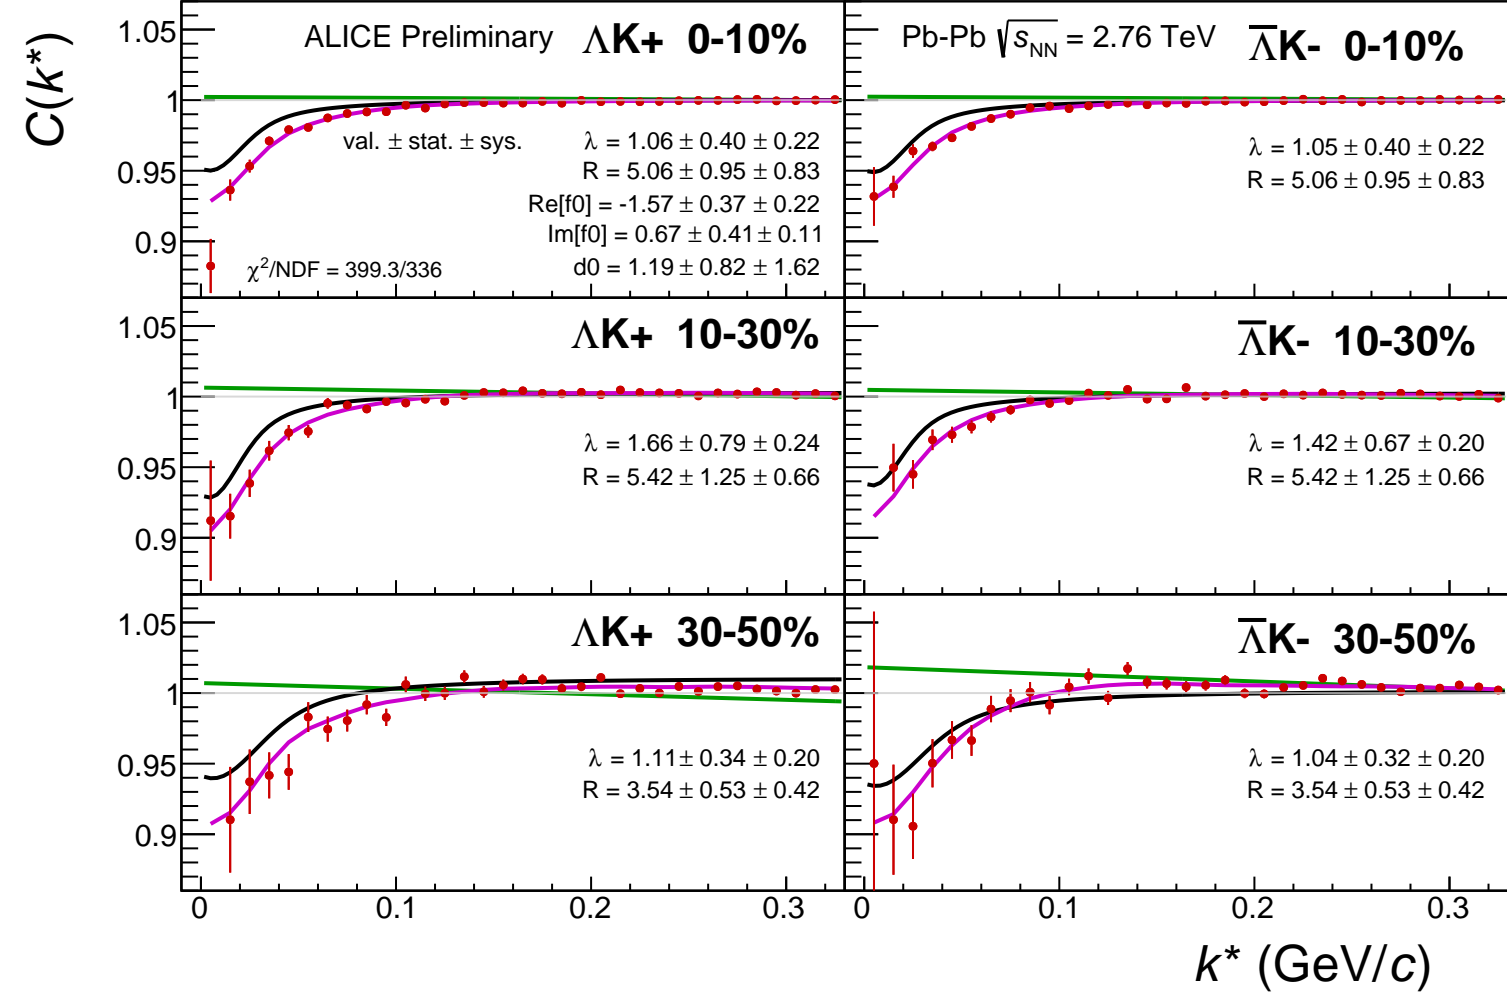 C(k*)
1.05
1
0.95
0.9
ALICE Preliminary ΛK+ 0-10%
val. ± stat. ± sys.
λ = 1.06 ± 0.40 ± 0.22
R = 5.06 ± 0.95 ± 0.83
Re[f0] = -1.57 ± 0.37 ± 0.22
Im[f0] = 0.67 ± 0.41 ± 0.11
d0 = 1.19 ± 0.82 ± 1.62
χ²/NDF = 399.3/336
Pb-Pb √s_NN = 2.76 TeV Λ̅K- 0-10%
λ = 1.05 ± 0.40 ± 0.22
R = 5.06 ± 0.95 ± 0.83
1.05
1
0.95
0.9
ΛK+ 10-30%
λ = 1.66 ± 0.79 ± 0.24
R = 5.42 ± 1.25 ± 0.66
Λ̅K- 10-30%
λ = 1.42 ± 0.67 ± 0.20
R = 5.42 ± 1.25 ± 0.66
1.05
1
0.95
0.9
ΛK+ 30-50%
λ = 1.11 ± 0.34 ± 0.20
R = 3.54 ± 0.53 ± 0.42
Λ̅K- 30-50%
λ = 1.04 ± 0.32 ± 0.20
R = 3.54 ± 0.53 ± 0.42
0 0.1 0.2 0.3 0 0.1 0.2 0.3
k* (GeV/c)